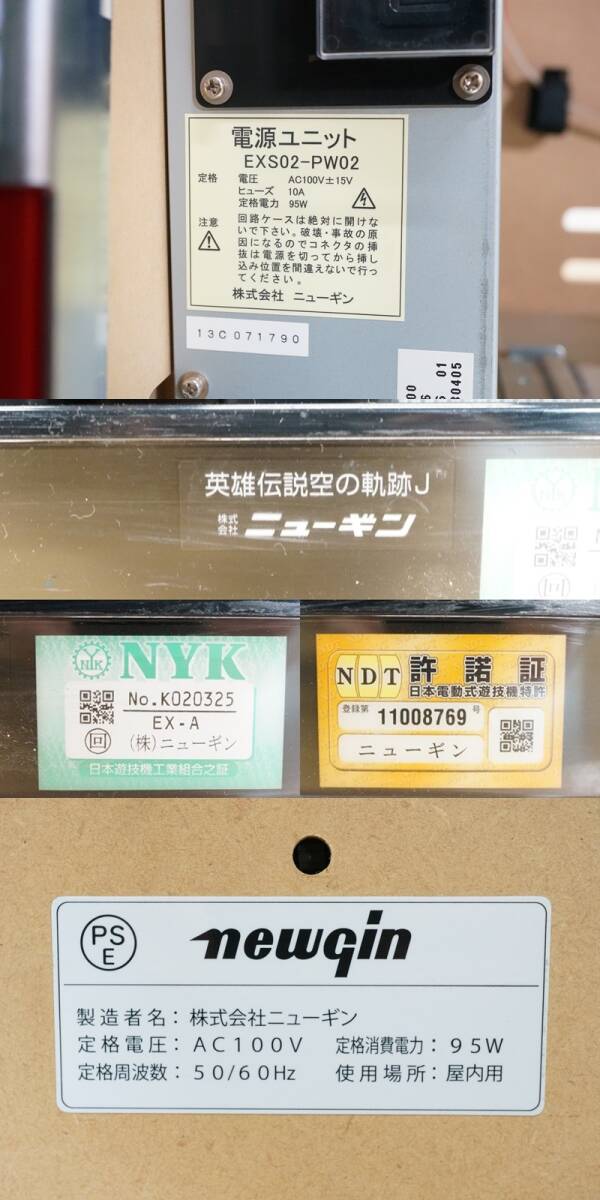 電源ユニット
EXS02-PW02
定格 電圧 AC100V±15V
ヒューズ 10A
定格電力 95W
注意 回路ケースは絶対に開けな
いで下さい。破壊・事故の原
因になるのでコネクタの挿
抜は電源を切ってから挿し
込み位置を間違えないで行っ
てください。
株式会社 ニューギン
13C071790
01
80405
英雄伝説空の軌跡J
株式会社 ニューギン
NYK
No.K020325
EX-A
回 (株)ニューギン
日本遊技機工業組合之証
NDT 許諾証
日本電動式遊技機特許
登録第 11008769 号
ニューギン
PSE newgin
製造者名：株式会社ニューギン
定格電圧：AC100V 定格消費電力：95W
定格周波数：50/60Hz 使用場所：屋内用